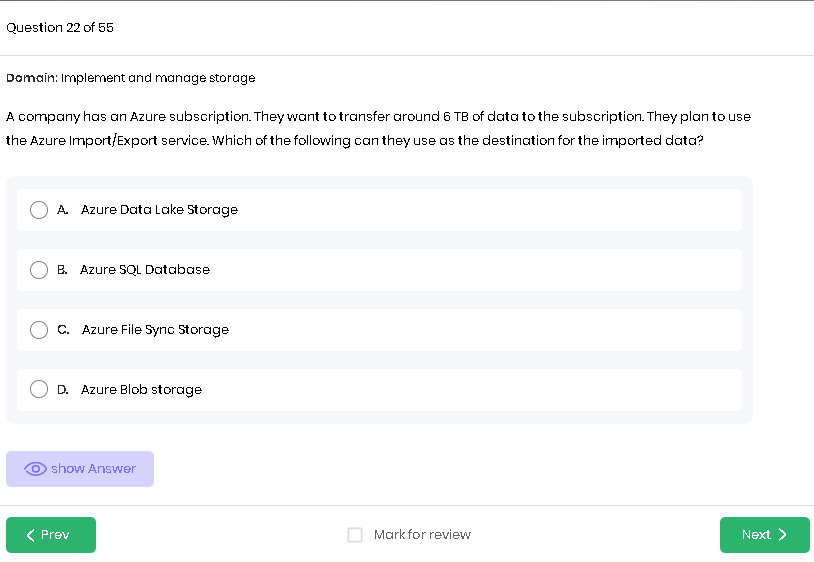 Question 22 of 55
Domain: Implement and manage storage
A company has an Azure subscription. They want to transfer around 6 TB of data to the subscription. They plan to use
the Azure Import/Export service. Which of the following can they use as the destination for the imported data?
A. Azure Data Lake Storage
B. Azure SQL Database
C. Azure File Sync Storage
D. Azure Blob storage
show Answer
Prev
Mark for review
Next